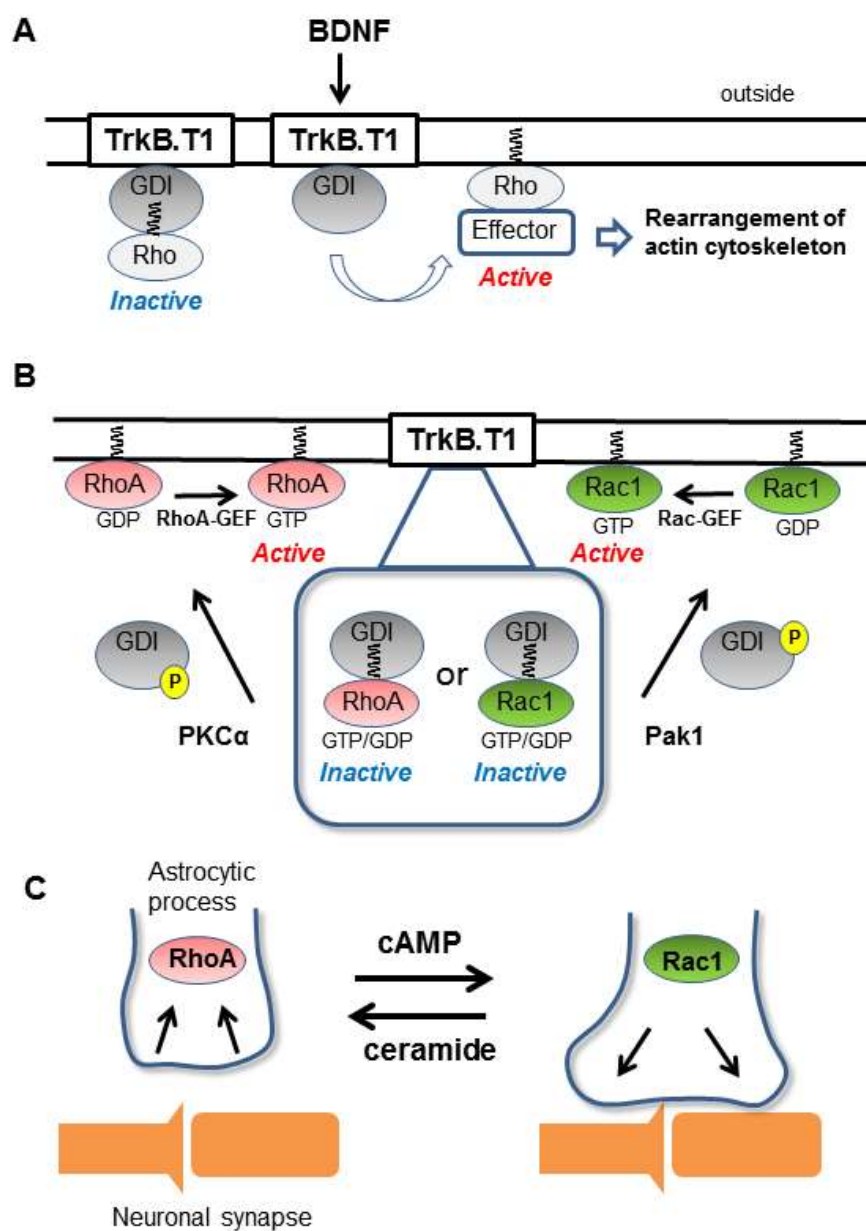 A
BDNF
outside
TrkB.T1
TrkB.T1
GDI
Rho
Inactive
GDI
Rho
Effector
Active
Rearrangement of
actin cytoskeleton
B
TrkB.T1
RhoA
GDP
RhoA-GEF
RhoA
GTP
Active
Rac1
GTP
Active
Rac-GEF
Rac1
GDP
GDI
P
PKCα
GDI
RhoA
GTP/GDP
Inactive
or
GDI
Rac1
GTP/GDP
Inactive
Pak1
GDI
P
C
Astrocytic
process
RhoA
cAMP
ceramide
Rac1
Neuronal synapse